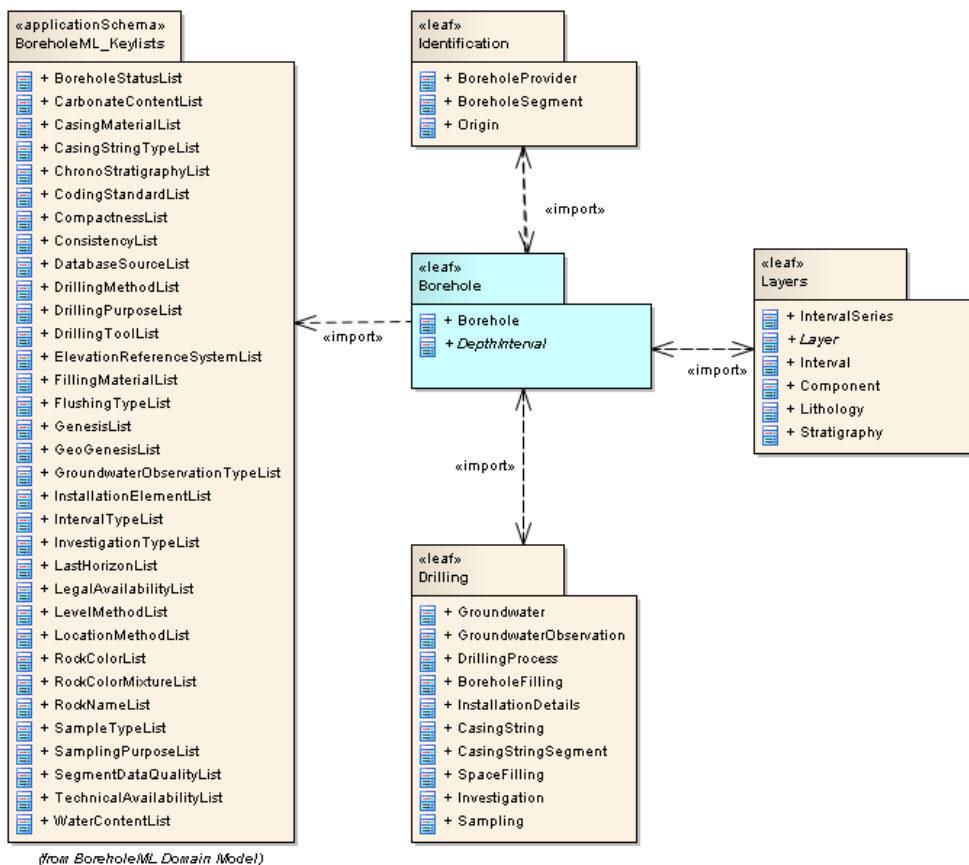 «applicationSchema»
BoreholeML_Keylists
+ BoreholeStatusList
+ CarbonateContentList
+ CasingMaterialList
+ CasingStringTypeList
+ ChronoStratigraphyList
+ CodingStandardList
+ CompactnessList
+ ConsistencyList
+ DatabaseSourceList
+ DrillingMethodList
+ DrillingPurposeList
+ DrillingToolList
+ ElevationReferenceSystemList
+ FillingMaterialList
+ FlushingTypeList
+ GenesisList
+ GeoGenesisList
+ GroundwaterObservationTypeList
+ InstallationElementList
+ IntervalTypeList
+ InvestigationTypeList
+ LastHorizonList
+ LegalAvailabilityList
+ LevelMethodList
+ LocationMethodList
+ RockColorList
+ RockColorMixtureList
+ RockNameList
+ SampleTypeList
+ SamplingPurposeList
+ SegmentDataQualityList
+ TechnicalAvailabilityList
+ WaterContentList
(from BoreholeML Domain Model)
«leaf»
Identification
+ BoreholeProvider
+ BoreholeSegment
+ Origin
«import»
«leaf»
Borehole
+ Borehole
+ DepthInterval
«import»
«import»
«leaf»
Layers
+ IntervalSeries
+ Layer
+ Interval
+ Component
+ Lithology
+ Stratigraphy
«import»
«leaf»
Drilling
+ Groundwater
+ GroundwaterObservation
+ DrillingProcess
+ BoreholeFilling
+ InstallationDetails
+ CasingString
+ CasingStringSegment
+ SpaceFilling
+ Investigation
+ Sampling